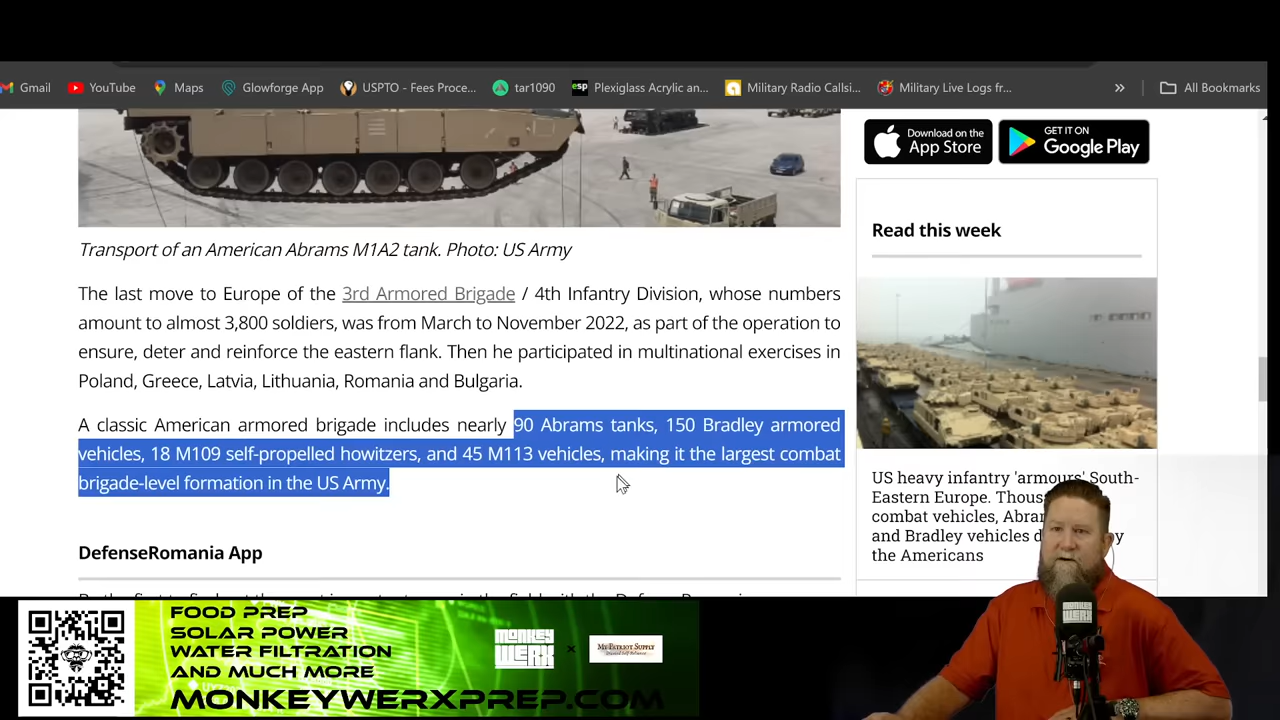 Gmail
YouTube
Maps
Glowforge App
USPTO - Fees Proce...
tar1090
esp
Plexiglass Acrylic an...
Military Radio Callsi...
Military Live Logs fr...
»
All Bookmarks
Download on the
App Store
GET IT ON
Google Play
Transport of an American Abrams M1A2 tank. Photo: US Army
The last move to Europe of the 3rd Armored Brigade / 4th Infantry Division, whose numbers
amount to almost 3,800 soldiers, was from March to November 2022, as part of the operation to
ensure, deter and reinforce the eastern flank. Then he participated in multinational exercises in
Poland, Greece, Latvia, Lithuania, Romania and Bulgaria.
A classic American armored brigade includes nearly 90 Abrams tanks, 150 Bradley armored
vehicles, 18 M109 self-propelled howitzers, and 45 M113 vehicles, making it the largest combat
brigade-level formation in the US Army.
DefenseRomania App
Read this week
US heavy infantry 'armours' South-
Eastern Europe. Thous
combat vehicles, Abra
and Bradley vehicles d y
the Americans
FOOD PREP
SOLAR POWER
WATER FILTRATION
AND MUCH MORE
MONKEYWERXPREP.COM
MONKEY
WERX
×
MY PATRIOT SUPPLY